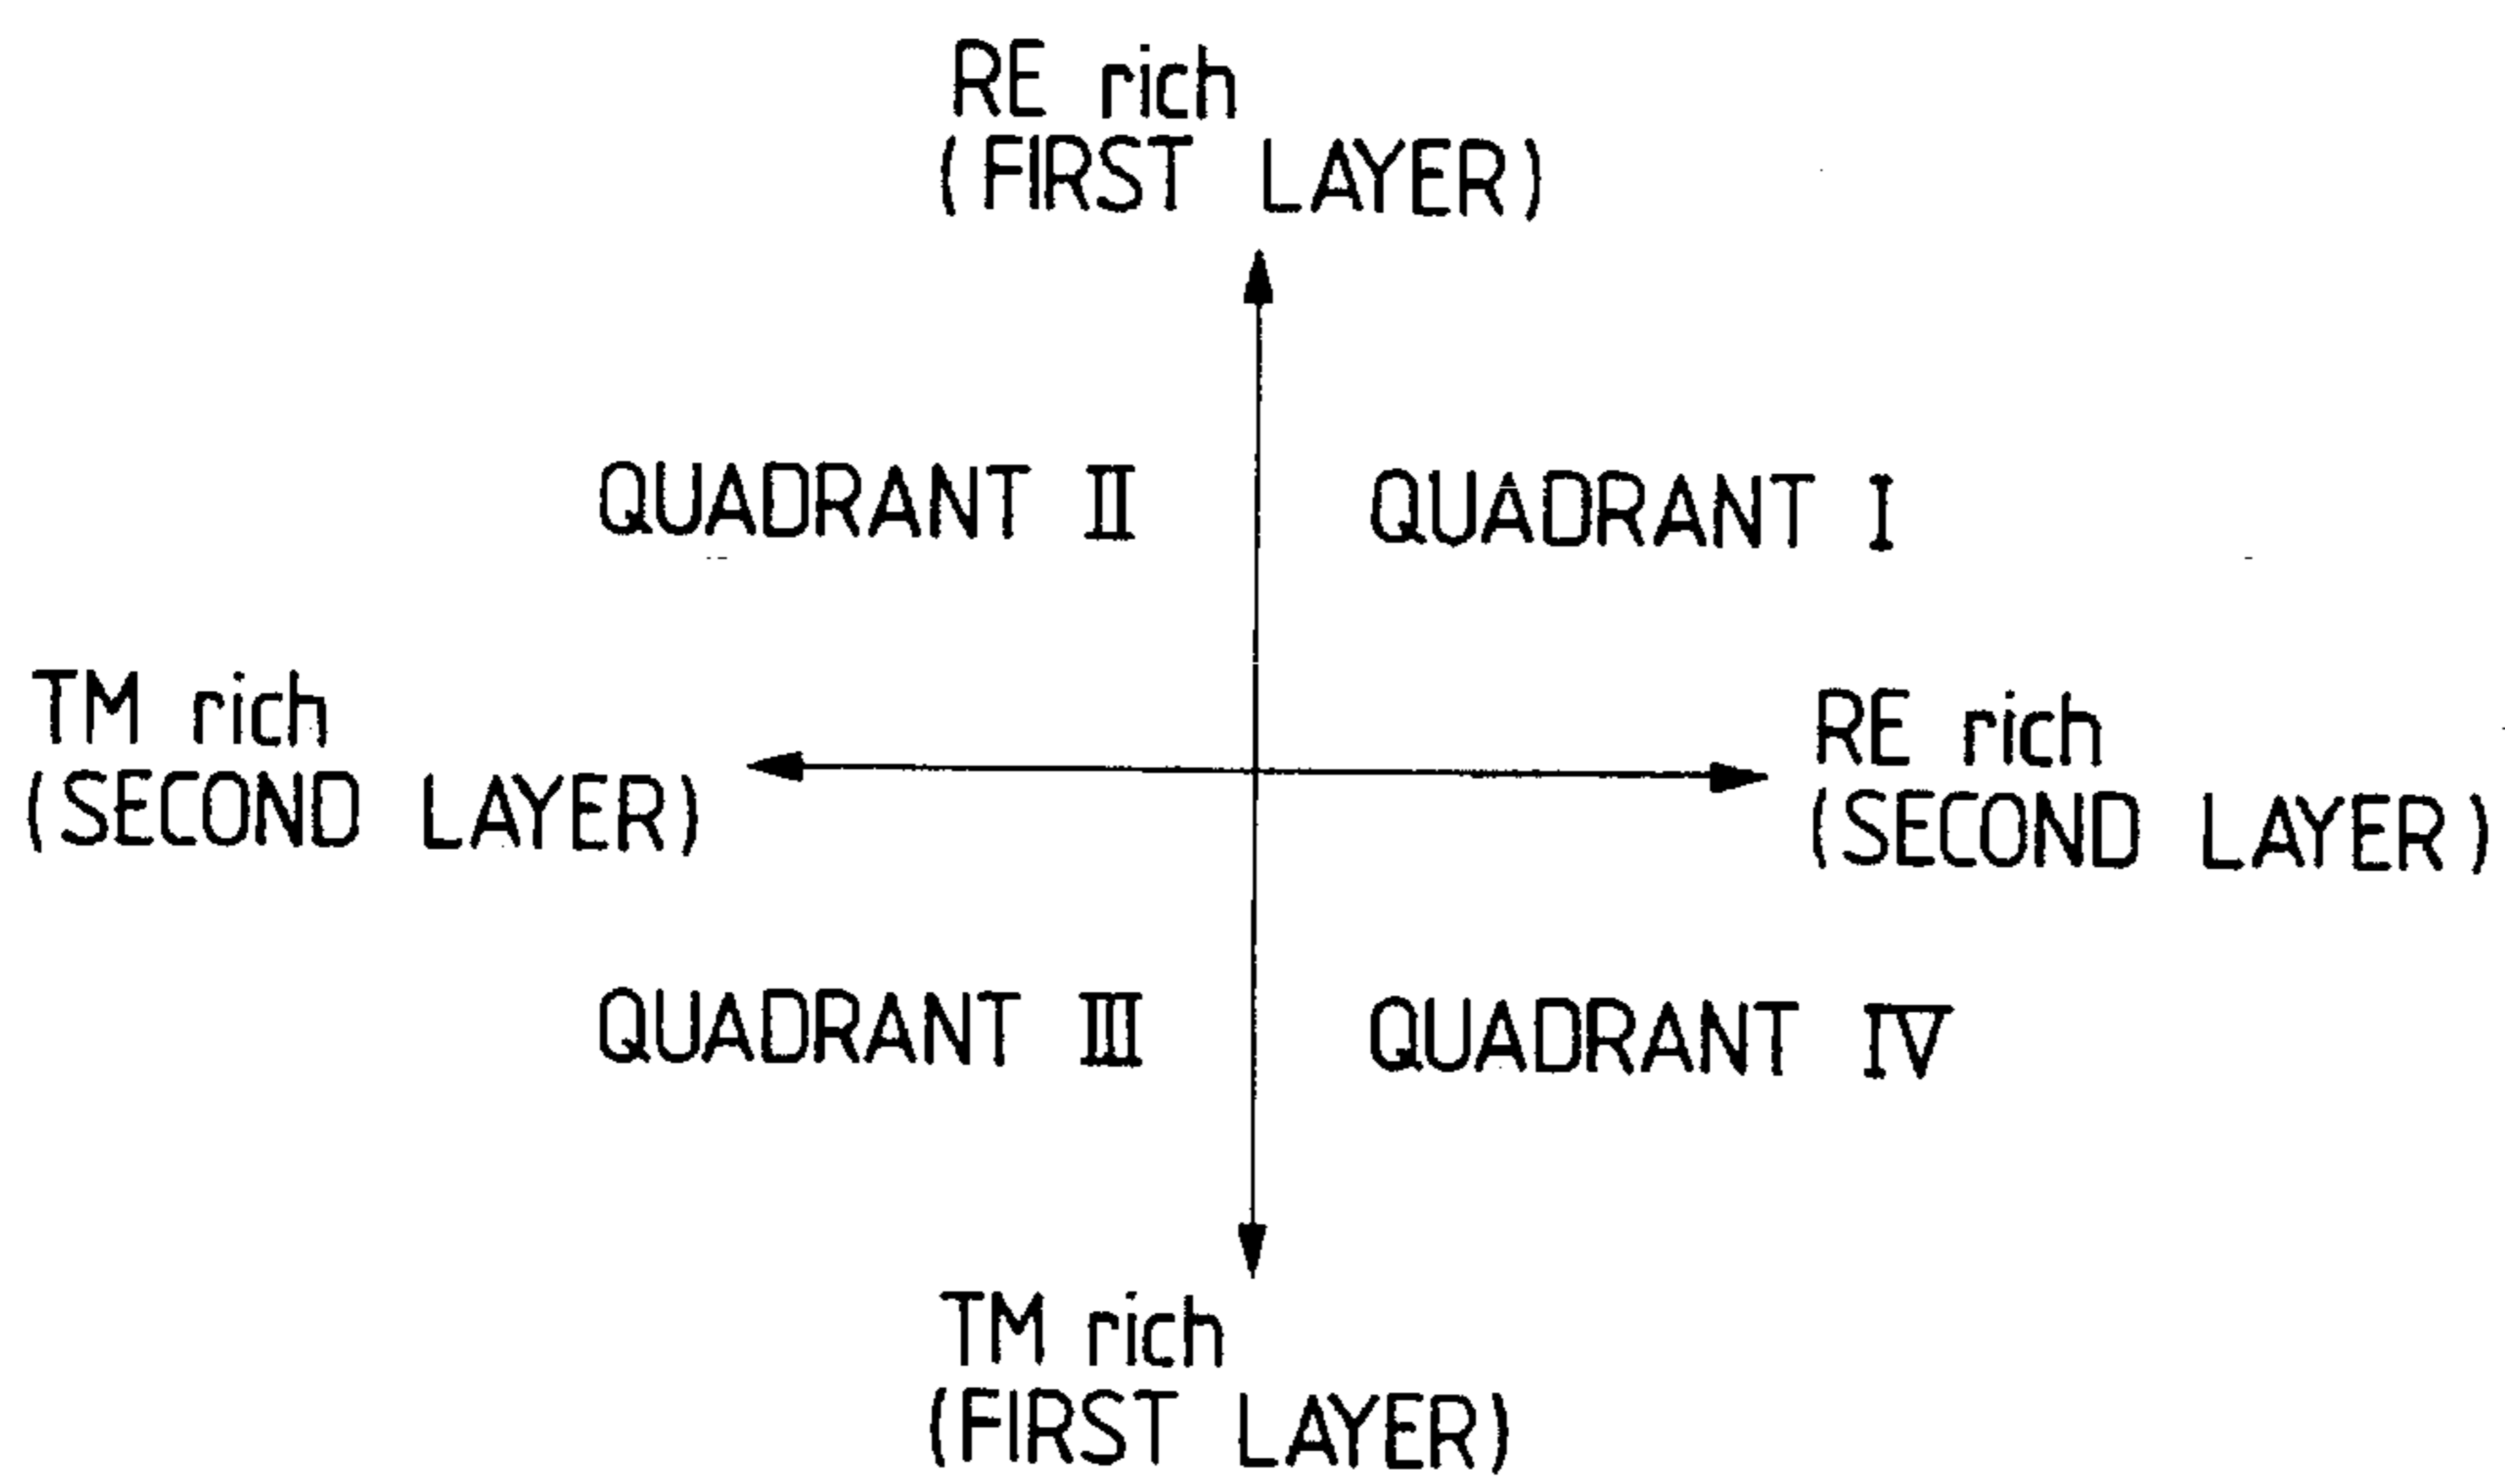 RE rich
(FIRST LAYER)
QUADRANT II
QUADRANT I
TM rich
(SECOND LAYER)
RE rich
(SECOND LAYER)
QUADRANT III
QUADRANT IV
TM rich
(FIRST LAYER)